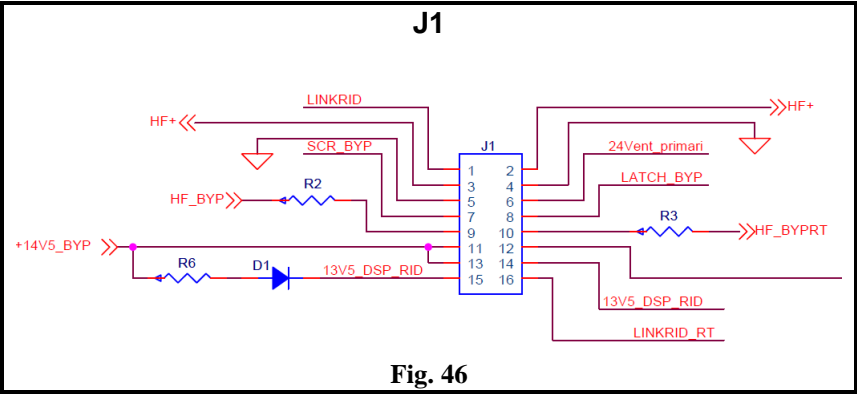 J1
LINKRID
HF+
HF+
J1
SCR_BYP
24Vent_primari
1 2
3 4
LATCH_BYP
R2
5 6
7 8
HF_BYP
R3
9 10
HF_BYPRT
+14V5_BYP
11 12
R6
D1
13V5_DSP_RID
13 14
15 16
13V5_DSP_RID
LINKRID_RT
Fig. 46